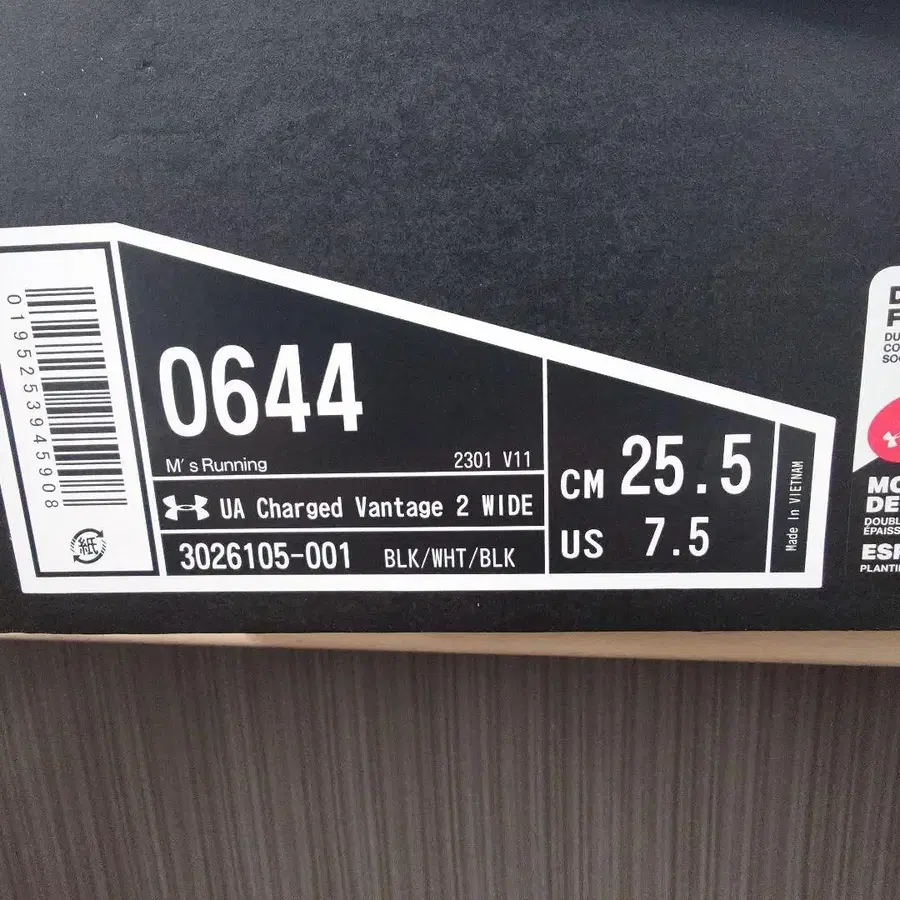 0195253945908
紙
0644
M's Running
2301 V11
UA Charged Vantage 2 WIDE
3026105-001
BLK/WHT/BLK
CM 25.5
US 7.5
Made In VIETNAM